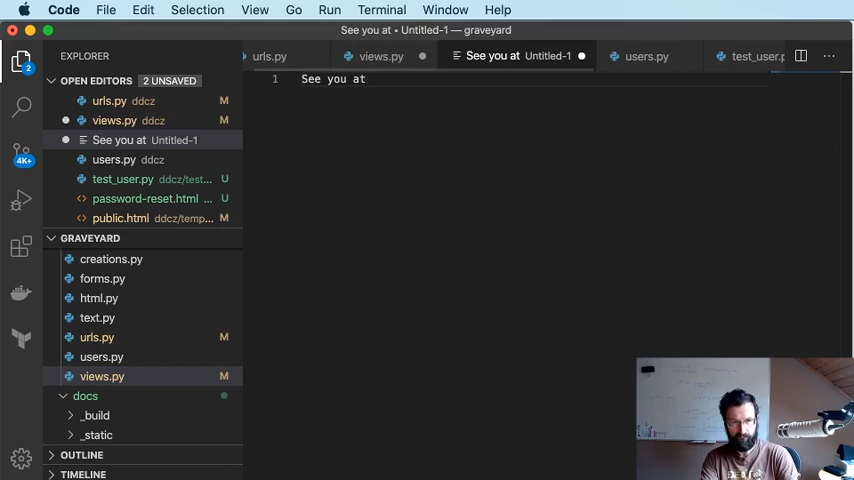 Code File Edit Selection View Go Run Terminal Window Help
See you at • Untitled-1 — graveyard
EXPLORER
urls.py
views.py
See you at Untitled-1
users.py
test_user.p
OPEN EDITORS 2 UNSAVED
1 See you at
urls.py ddcz M
views.py ddcz M
See you at Untitled-1
users.py ddcz
test_user.py ddcz/test... U
password-reset.html ... U
public.html ddcz/temp... M
GRAVEYARD
creations.py
forms.py
html.py
text.py
urls.py M
users.py
views.py M
docs
_build
_static
OUTLINE
TIMELINE
2
4K+